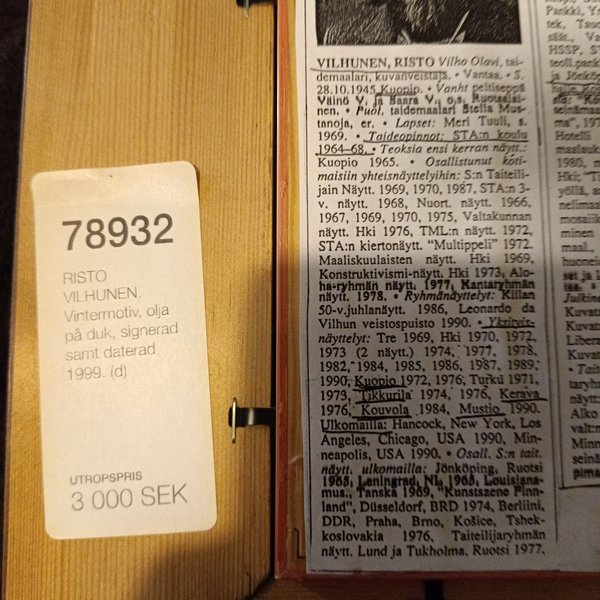 78932
RISTO
VILHUNEN
Vintermotiv, olja
på duk, signerad
samt daterad
1999. (d)
UTROPSPRIS
3 000 SEK
VILHUNEN, RISTO Vilho Olavi, tai-
demaalari, kuvanveistäjä. • Vantaa. • S.
28.10.1945 Kuopio. • Vanht peltiseppä
Väinö V. ja Saara V., o.s. Ruotsalai-
nen. • Puol. taidemaalari Stella Mus-
tanoja, er. • Lapset: Meri Tuuli, s.
1969. • Taideopinnot: STA:n koulu
1964–68. • Teoksia ensi kerran näytt.:
Kuopio 1965. • Osallistunut koti-
maisiin yhteisnäyttelyihin: S:n Taiteili-
jain Näytt. 1969, 1970, 1987, STA:n 3-
v. näytt. 1968, Nuort. näytt. 1966,
1967, 1969, 1970, 1975, Valtakunnan
näytt. Hki 1976, TML:n näytt. 1972,
STA:n kiertonäytt. "Multippeli" 1972,
Maaliskuulaisten näytt. Hki 1969,
Konstruktivismi-näytt. Hki 1973, Alo-
ha-ryhmän näytt. 1977, Kantaryhmän
näytt. 1978. • Ryhmänäyttelyt: Killan
50-v.juhlanäytt. 1986, Leonardo da
Vilhun veistospuisto 1990. • Yksityis-
näyttelyt: Tre 1969, Hki 1970, 1972,
1973 (2 näytt.) 1974, 1977, 1978,
1982, 1984, 1985, 1986, 1987, 1989,
1990, Kuopio 1972, 1976, Turku 1971,
1973, Tikkurila 1974, 1976, Kerava
1976, Kouvola 1984, Mustio 1990.
Ulkomailla: Hancock, New York, Los
Angeles, Chicago, USA 1990, Min-
neapolis, USA 1990. • Osall. S:n tait.
näytt. ulkomailla: Jönköping, Ruotsi
1965, Leningrad, NL 1968, Louisiana-
mus., Tanska 1969, "Kunstszene Finn-
land", Düsseldorf, BRD 1974, Berliini,
DDR, Praha, Brno, Košice, Tshek-
koslovakia 1976, Taiteilijaryhmän
näytt. Lund ja Tukholma, Ruotsi 1977,